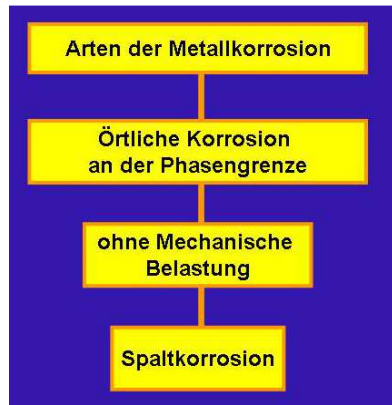 Arten der Metallkorrosion
Örtliche Korrosion
an der Phasengrenze
ohne Mechanische
Belastung
Spaltkorrosion